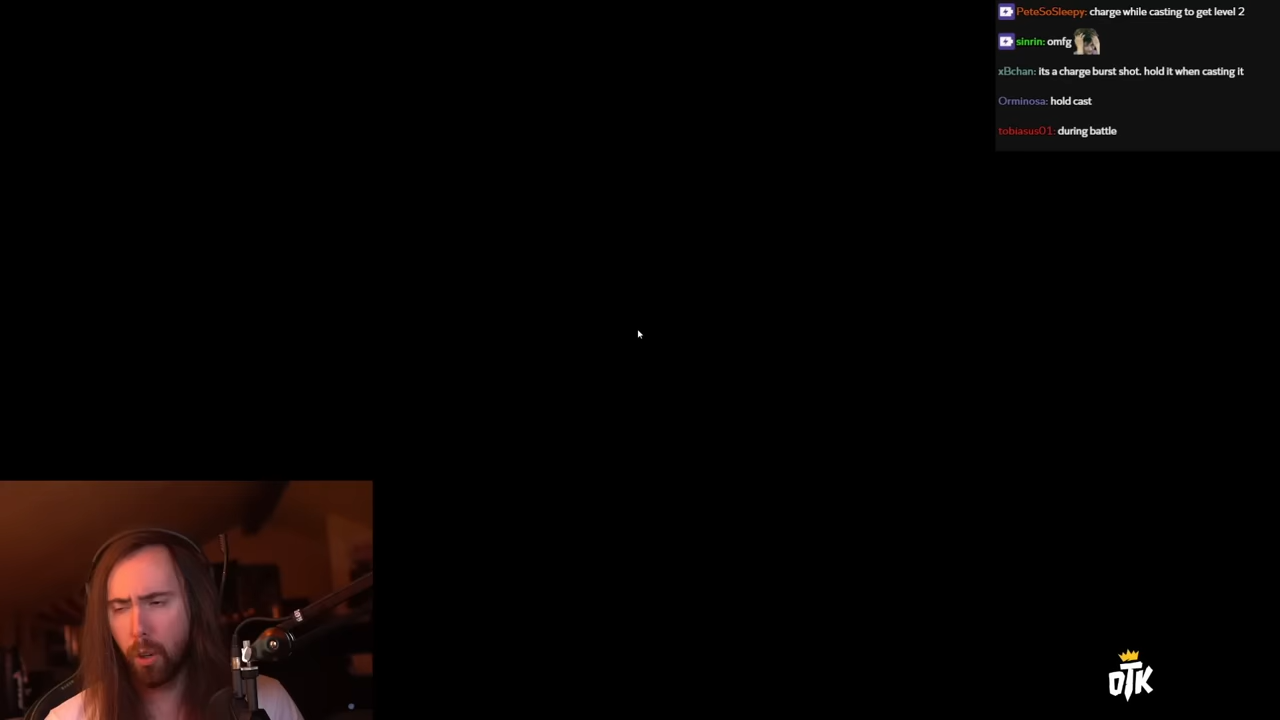 PeteSoSleepy: charge while casting to get level 2
sinrin: omfg
xBchan: its a charge burst shot. hold it when casting it
Orminosa: hold cast
tobiasus01: during battle
OTK